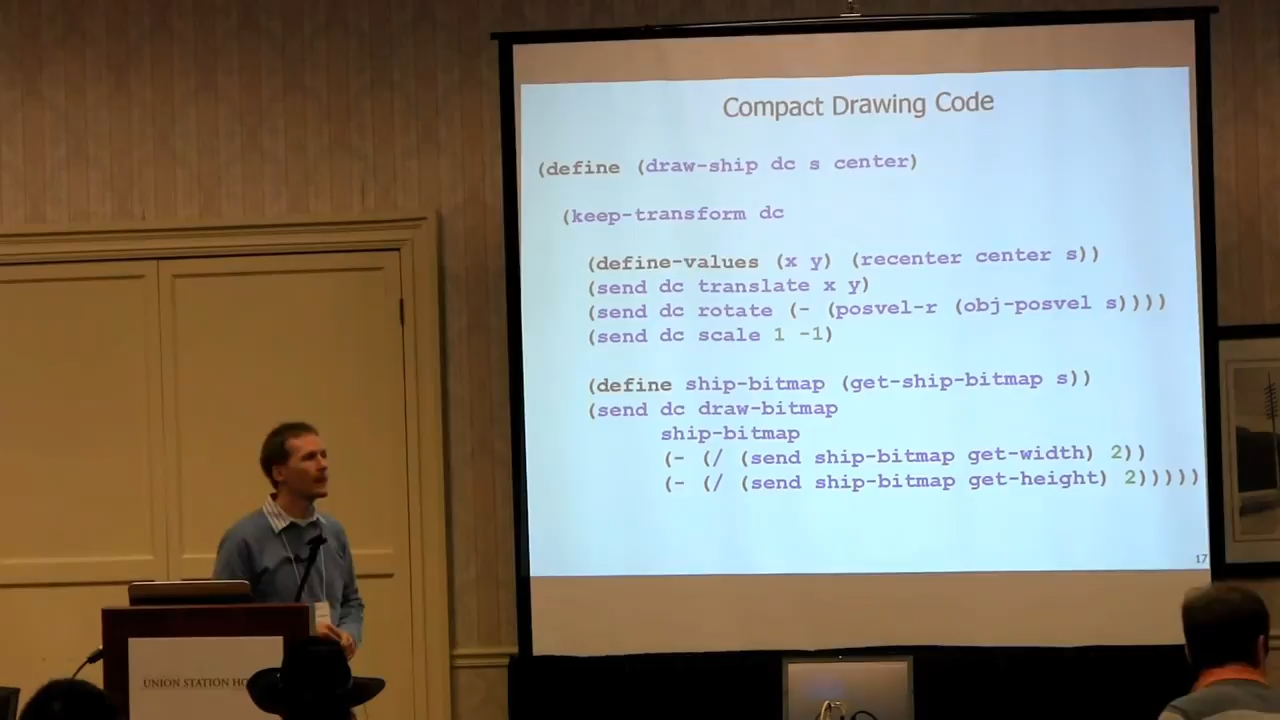 Compact Drawing Code
(define (draw-ship dc s center)
(keep-transform dc
(define-values (x y) (recenter center s))
(send dc translate x y)
(send dc rotate (- (posvel-r (obj-posvel s))))
(send dc scale 1 -1)
(define ship-bitmap (get-ship-bitmap s))
(send dc draw-bitmap
ship-bitmap
(- (/ (send ship-bitmap get-width) 2))
(- (/ (send ship-bitmap get-height) 2)))))
17
UNION STATION